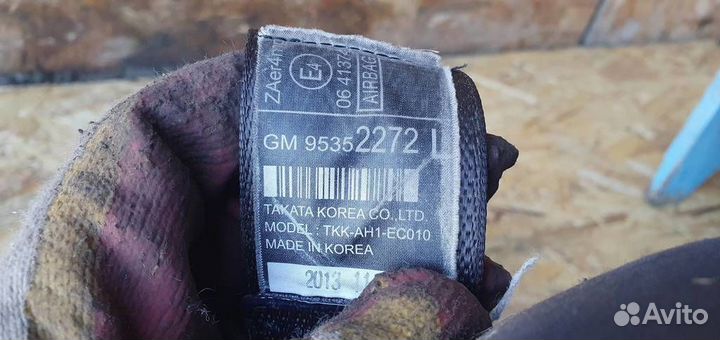 ZAer4m
E4
06 4137
AIRBAG
GM 95352272 L
TAKATA KOREA CO., LTD.
MODEL : TKK-AH1-EC010
MADE IN KOREA
2013 11
Avito